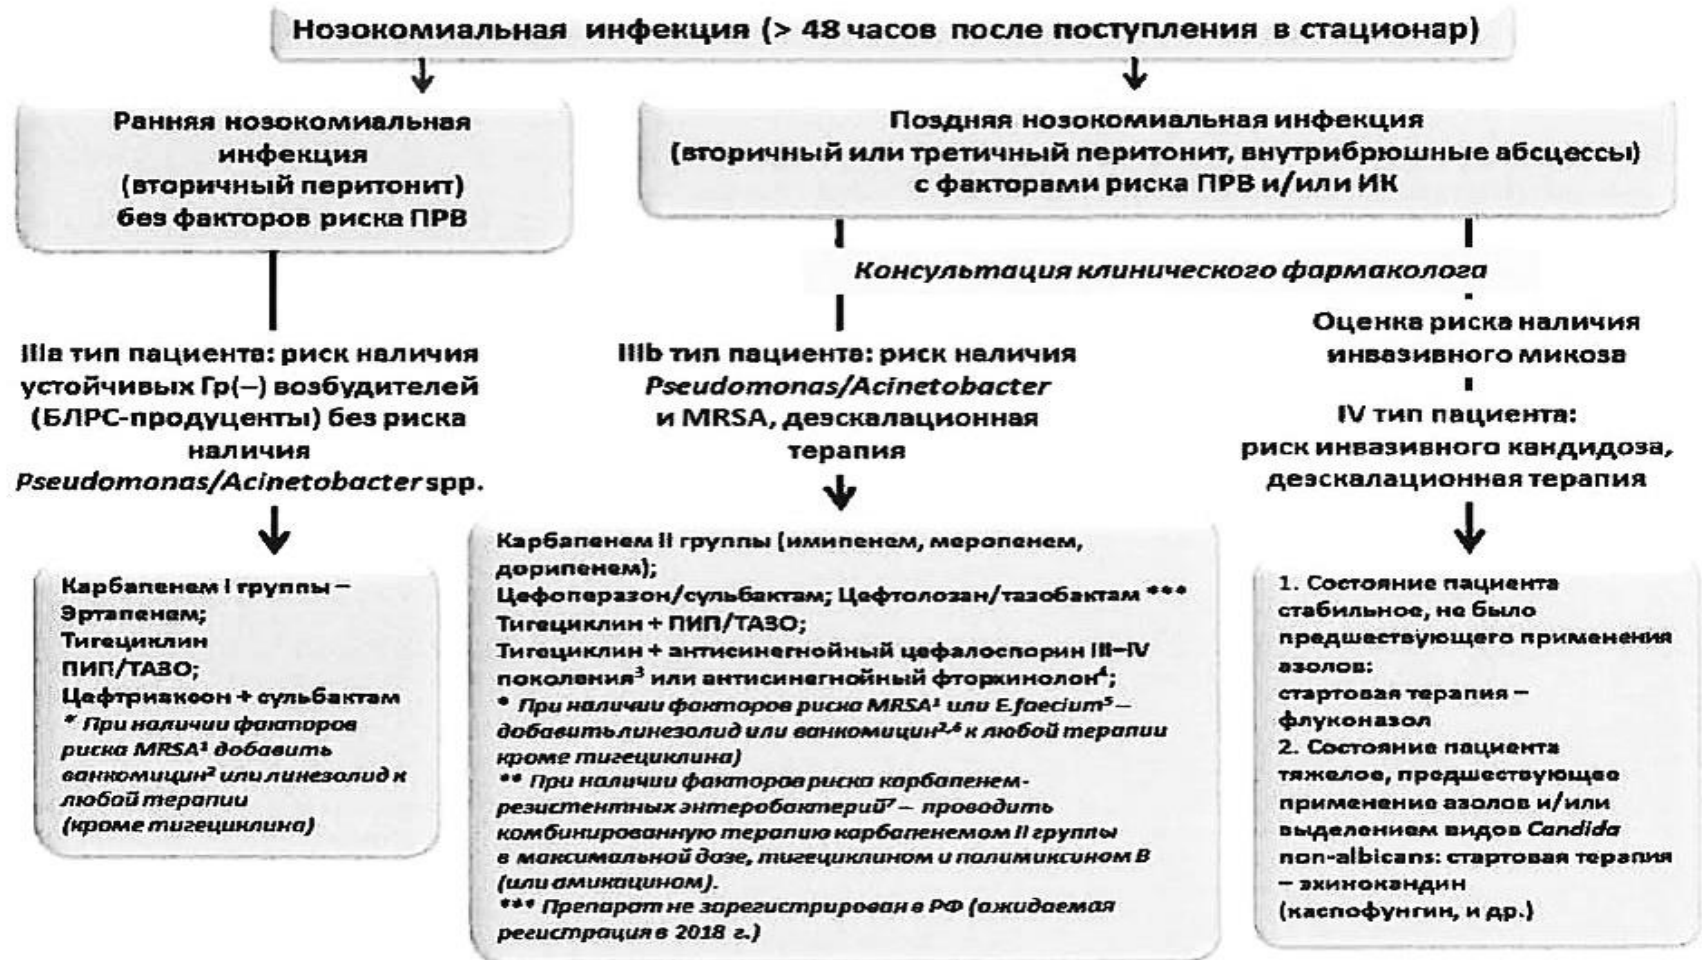 Нозокомиальная инфекция (> 48 часов после поступления в стационар)
Ранняя нозокомиальная
инфекция
(вторичный перитонит)
без факторов риска ПРВ
Поздняя нозокомиальная инфекция
(вторичный или третичный перитонит, внутрибрюшные абсцессы)
с факторами риска ПРВ и/или ИК
Консультация клинического фармаколога
IIIa тип пациента: риск наличия
устойчивых Гр(–) возбудителей
(БЛРС-продуценты) без риска
наличия
Pseudomonas/Acinetobacter spp.
IIIb тип пациента: риск наличия
Pseudomonas/Acinetobacter
и MRSA, деэскалационная
терапия
Оценка риска наличия
инвазивного микоза
IV тип пациента:
риск инвазивного кандидоза,
деэскалационная терапия
Карбапенем I группы –
Эртапенем;
Тигециклин
ПИП/ТАЗО;
Цефтриаксон + сульбактам
* При наличии факторов
риска MRSA¹ добавить
ванкомицин² или линезолид к
любой терапии
(кроме тигециклина)
Карбапенем II группы (имипенем, меропенем,
дорипенем);
Цефоперазон/сульбактам; Цефтолозан/тазобактам ***
Тигециклин + ПИП/ТАЗО;
Тигециклин + антисинегнойный цефалоспорин III–IV
поколения³ или антисинегнойный фторхинолон⁴;
* При наличии факторов риска MRSA¹ или E.faecium⁵ –
добавить линезолид или ванкомицин²,⁶ к любой терапии
кроме тигециклина)
** При наличии факторов риска карбапенем-
резистентных энтеробактерий⁷ – проводить
комбинированную терапию карбапенемом II группы
в максимальной дозе, тигециклином и полимиксином В
(или амикацином).
*** Препарат не зарегистрирован в РФ (ожидаемая
регистрация в 2018 г.)
1. Состояние пациента
стабильное, не было
предшествующего применения
азолов:
стартовая терапия –
флуконазол
2. Состояние пациента
тяжелое, предшествующее
применение азолов и/или
выделением видов Candida
non-albicans: стартовая терапия
– эхинокандин
(каспофунгин, и др.)